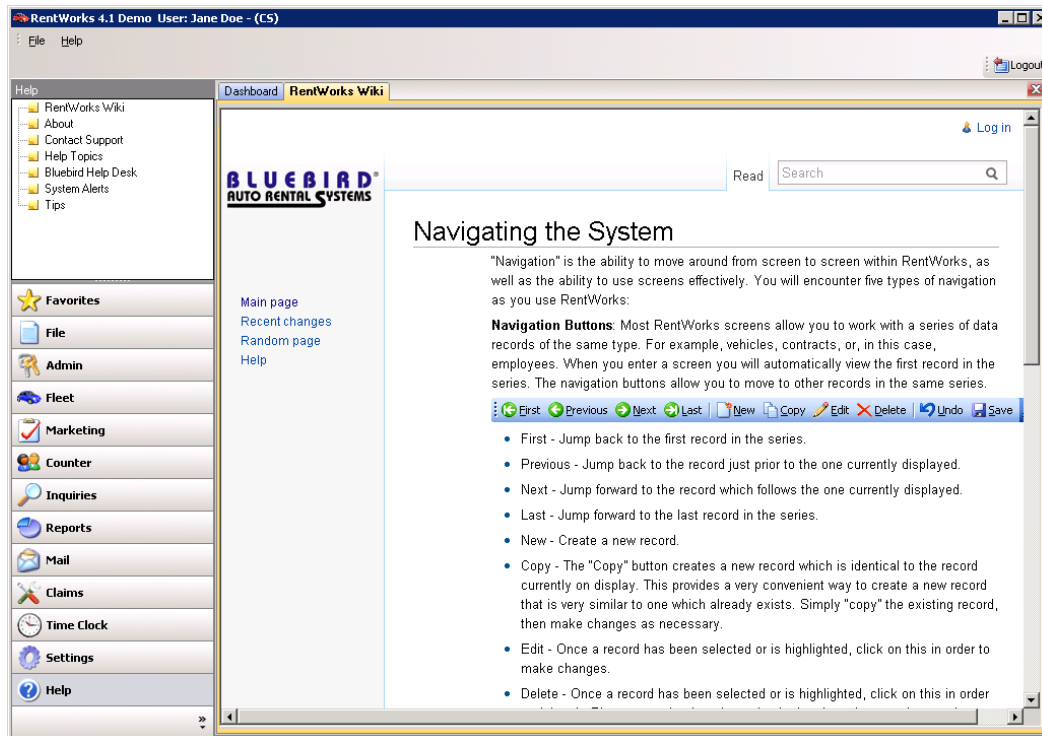 RentWorks 4.1 Demo User: Jane Doe - (CS)
File Help
Logout
Help
RentWorks Wiki
About
Contact Support
Help Topics
Bluebird Help Desk
System Alerts
Tips
Favorites
File
Admin
Fleet
Marketing
Counter
Inquiries
Reports
Mail
Claims
Time Clock
Settings
Help
Dashboard RentWorks Wiki
Log in
BLUEBIRD®
AUTO RENTAL SYSTEMS
Read Search
Main page
Recent changes
Random page
Help
Navigating the System
"Navigation" is the ability to move around from screen to screen within RentWorks, as
well as the ability to use screens effectively. You will encounter five types of navigation
as you use RentWorks:
Navigation Buttons: Most RentWorks screens allow you to work with a series of data
records of the same type. For example, vehicles, contracts, or, in this case,
employees. When you enter a screen you will automatically view the first record in the
series. The navigation buttons allow you to move to other records in the same series.
First Previous Next Last New Copy Edit Delete Undo Save
• First - Jump back to the first record in the series.
• Previous - Jump back to the record just prior to the one currently displayed.
• Next - Jump forward to the record which follows the one currently displayed.
• Last - Jump forward to the last record in the series.
• New - Create a new record.
• Copy - The "Copy" button creates a new record which is identical to the record
currently on display. This provides a very convenient way to create a new record
that is very similar to one which already exists. Simply "copy" the existing record,
then make changes as necessary.
• Edit - Once a record has been selected or is highlighted, click on this in order to
make changes.
• Delete - Once a record has been selected or is highlighted, click on this in order